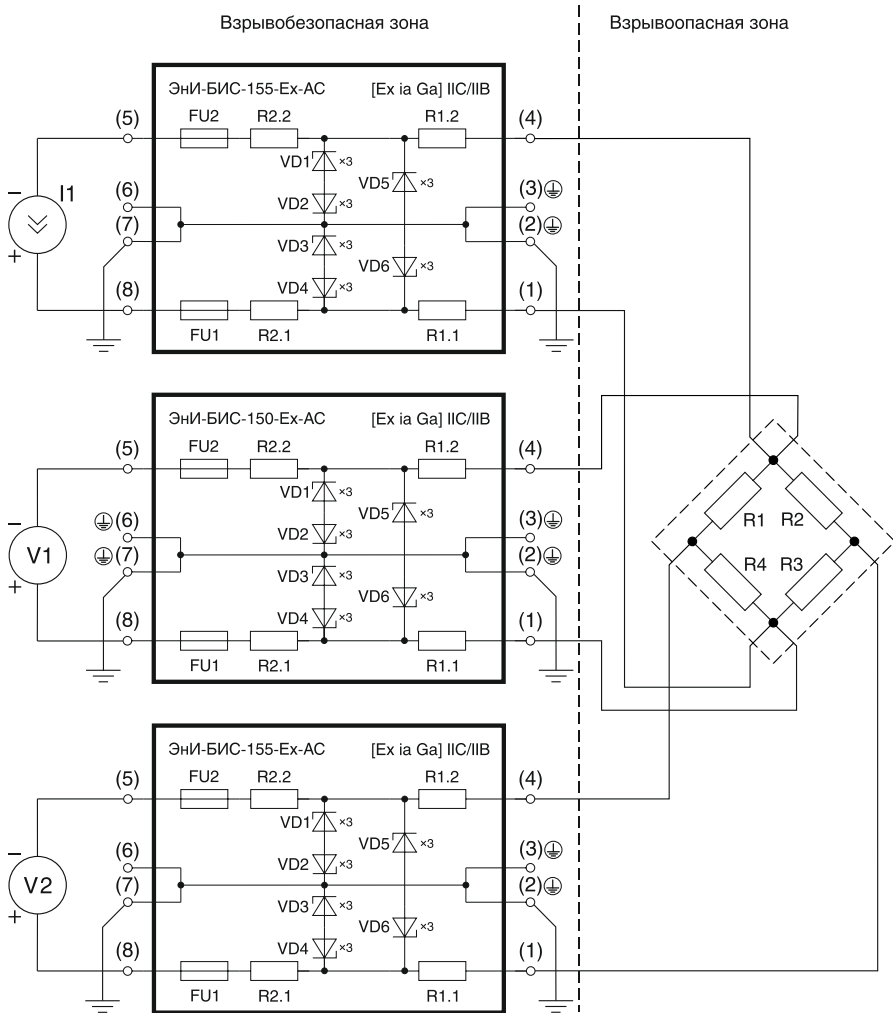 Взрывобезопасная зона
Взрывоопасная зона
ЭнИ-БИС-155-Ex-AC [Ex ia Ga] IIC/IIB
(5) FU2 R2.2 R1.2 (4)
VD1 ×3
VD5 ×3
(6) (3)
– I1
VD2 ×3
(7) (2)
+
VD3 ×3
VD6 ×3
VD4 ×3
(8) (1)
FU1 R2.1 R1.1
ЭнИ-БИС-150-Ex-AC [Ex ia Ga] IIC/IIB
(5) FU2 R2.2 R1.2 (4)
VD1 ×3
VD5 ×3
(6) (3)
–
V1
VD2 ×3
(7) (2)
+
VD3 ×3
VD6 ×3
VD4 ×3
(8) (1)
FU1 R2.1 R1.1
R1 R2
R4 R3
ЭнИ-БИС-155-Ex-AC [Ex ia Ga] IIC/IIB
(5) FU2 R2.2 R1.2 (4)
VD1 ×3
VD5 ×3
(6) (3)
–
V2
VD2 ×3
(7) (2)
+
VD3 ×3
VD6 ×3
VD4 ×3
(8) (1)
FU1 R2.1 R1.1